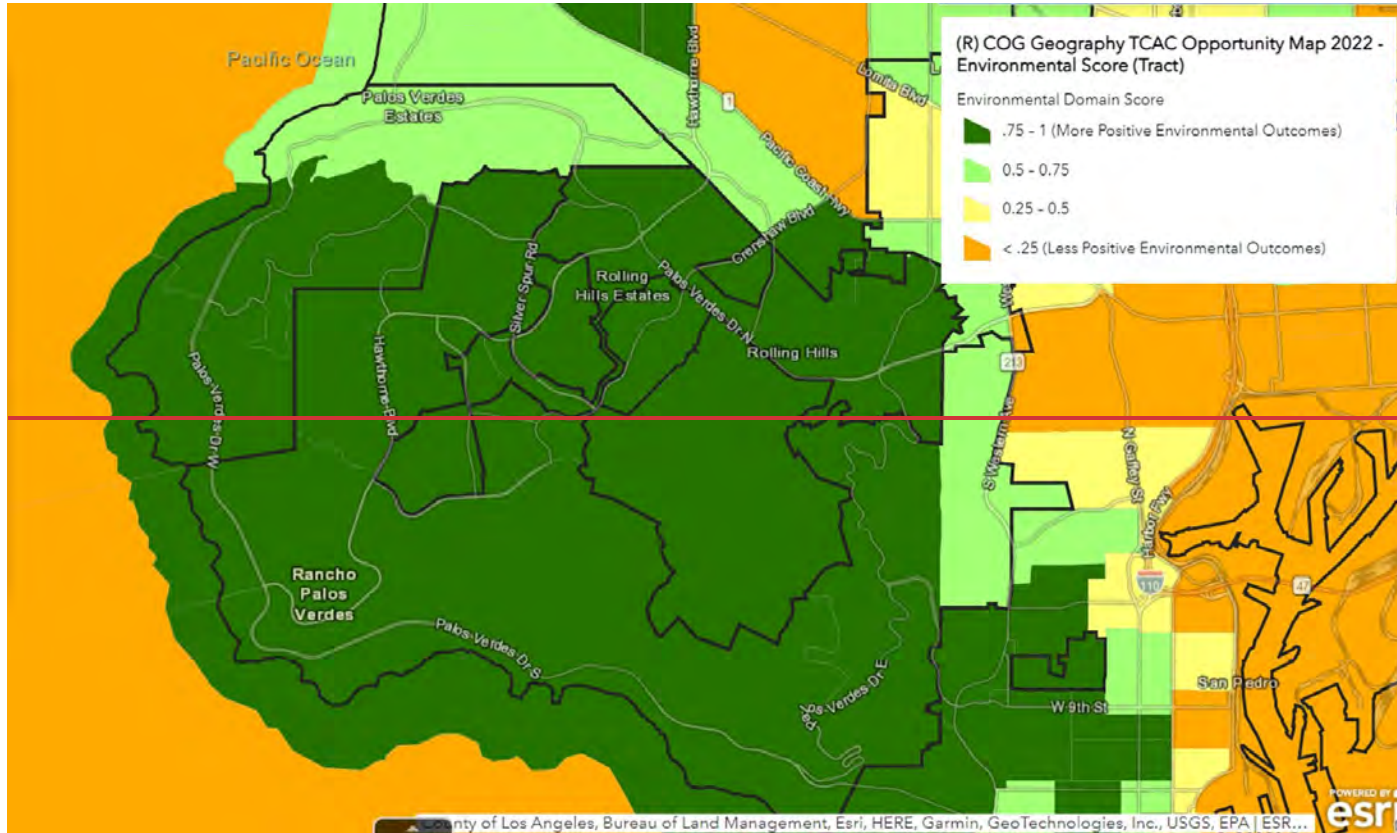 (R) COG Geography TCAC Opportunity Map 2022 -
Environmental Score (Tract)
Environmental Domain Score
.75 - 1 (More Positive Environmental Outcomes)
0.5 - 0.75
0.25 - 0.5
< .25 (Less Positive Environmental Outcomes)
Pacific Ocean
Palos Verdes
Estates
Hawthorne Blvd
1
Lomita Blvd
Pacific Coast Hwy
Crenshaw Blvd
Silver Spur Rd
Rolling
Hills Estates
Palos-Verdes-Dr-N
Rolling Hills
213
Palos-Verdes-Dr-W
Hawthorne-Blvd
S Western Ave
N Gaffey St
Harbor Fwy
110
47
Rancho
Palos
Verdes
Palos-Verdes-Dr-S
San Pedro
W 9th St
County of Los Angeles, Bureau of Land Management, Esri, HERE, Garmin, GeoTechnologies, Inc., USGS, EPA | ESR...
POWERED BY
esri